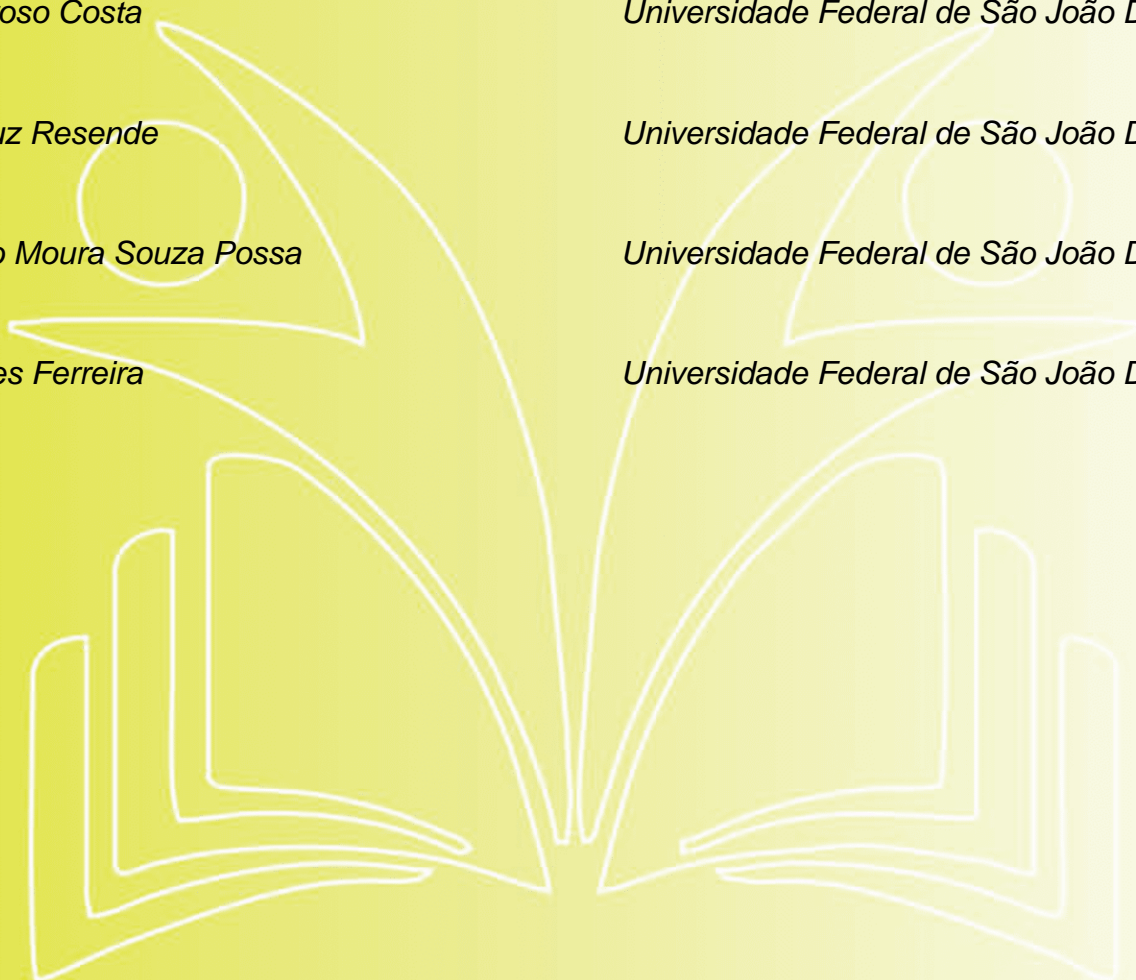 oso Costa Universidade Federal de São João D
uz Resende Universidade Federal de São João D
o Moura Souza Possa Universidade Federal de São João D
es Ferreira Universidade Federal de São João D